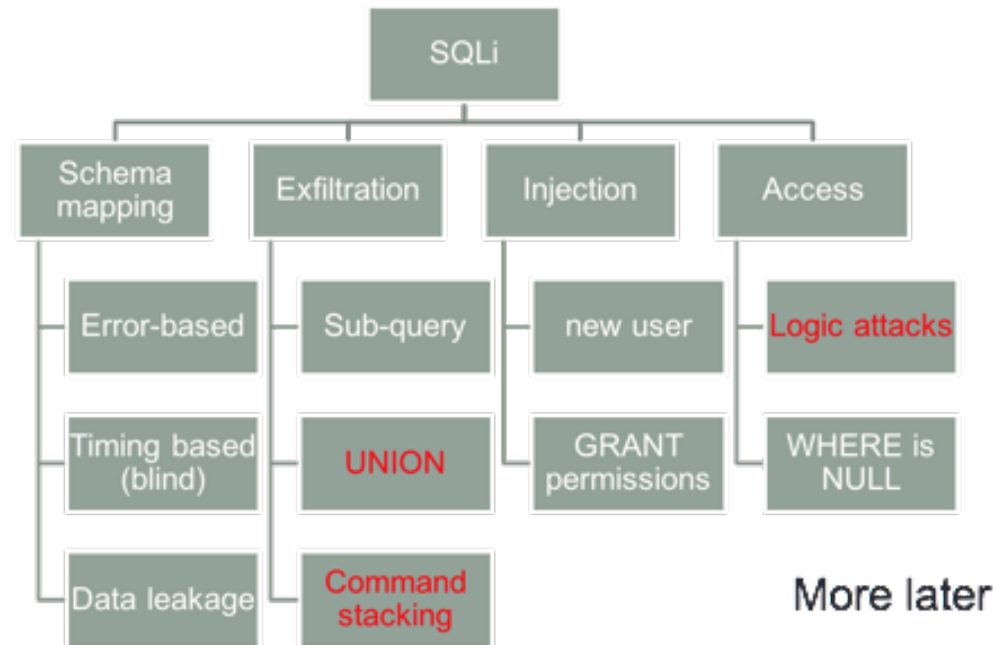 SQLi
Schema
mapping
Exfiltration
Injection
Access
Error-based
Sub-query
new user
Logic attacks
Timing based
(blind)
UNION
GRANT
permissions
WHERE is
NULL
Data leakage
Command
stacking
More later